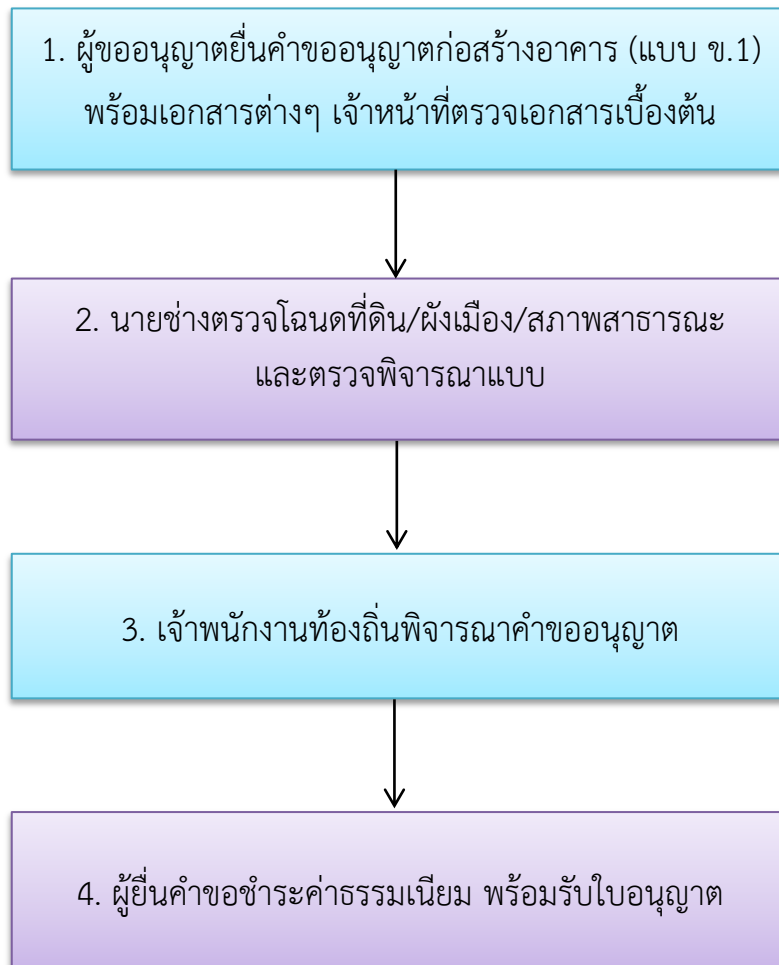 1. ผู้ขออนุญาตยื่นคำขออนุญาตก่อสร้างอาคาร (แบบ ข.1)
พร้อมเอกสารต่างๆ เจ้าหน้าที่ตรวจเอกสารเบื้องต้น
2. นายช่างตรวจโฉนดที่ดิน/ผังเมือง/สภาพสาธารณะ
และตรวจพิจารณาแบบ
3. เจ้าพนักงานท้องถิ่นพิจารณาคำขออนุญาต
4. ผู้ยื่นคำขอชำระค่าธรรมเนียม พร้อมรับใบอนุญาต